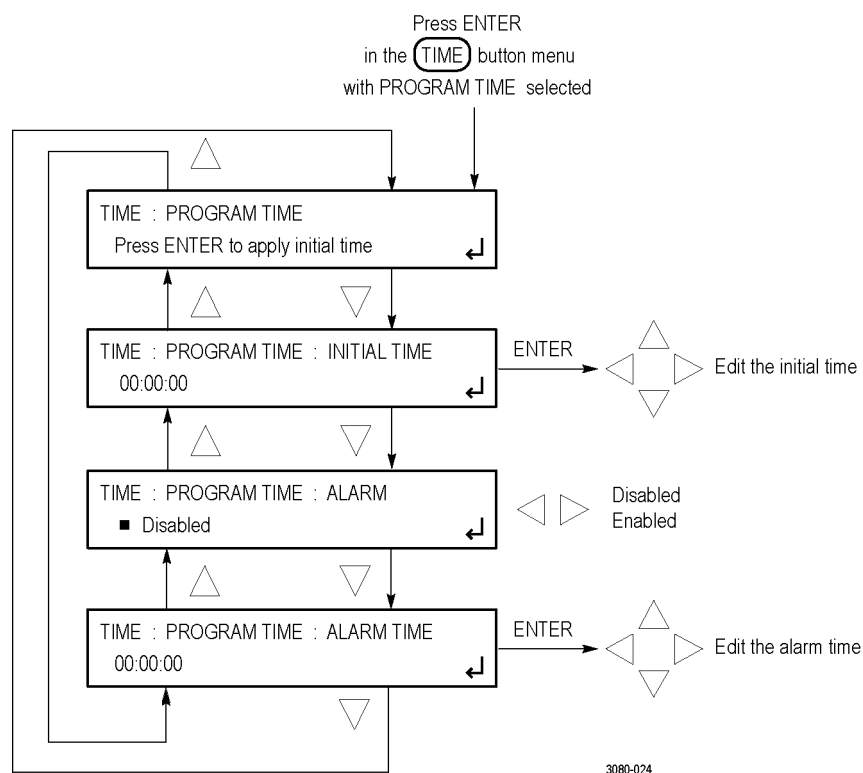 Press ENTER
in the TIME button menu
with PROGRAM TIME selected
TIME : PROGRAM TIME
Press ENTER to apply initial time
TIME : PROGRAM TIME : INITIAL TIME
00:00:00
ENTER
Edit the initial time
TIME : PROGRAM TIME : ALARM
■ Disabled
Disabled
Enabled
TIME : PROGRAM TIME : ALARM TIME
00:00:00
ENTER
Edit the alarm time
3080-024